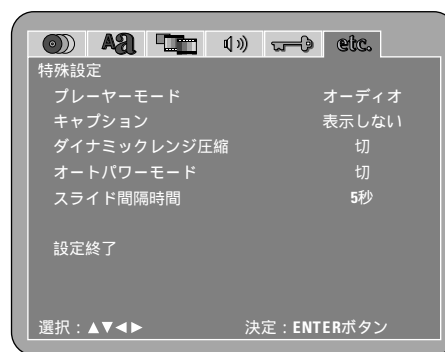 Aあ etc.
特殊設定
プレーヤーモード オーディオ
キャプション 表示しない
ダイナミックレンジ圧縮 切
オートパワーモード 切
スライド間隔時間 5秒
設定終了
選択：▲▼◀▶ 決定：ENTERボタン